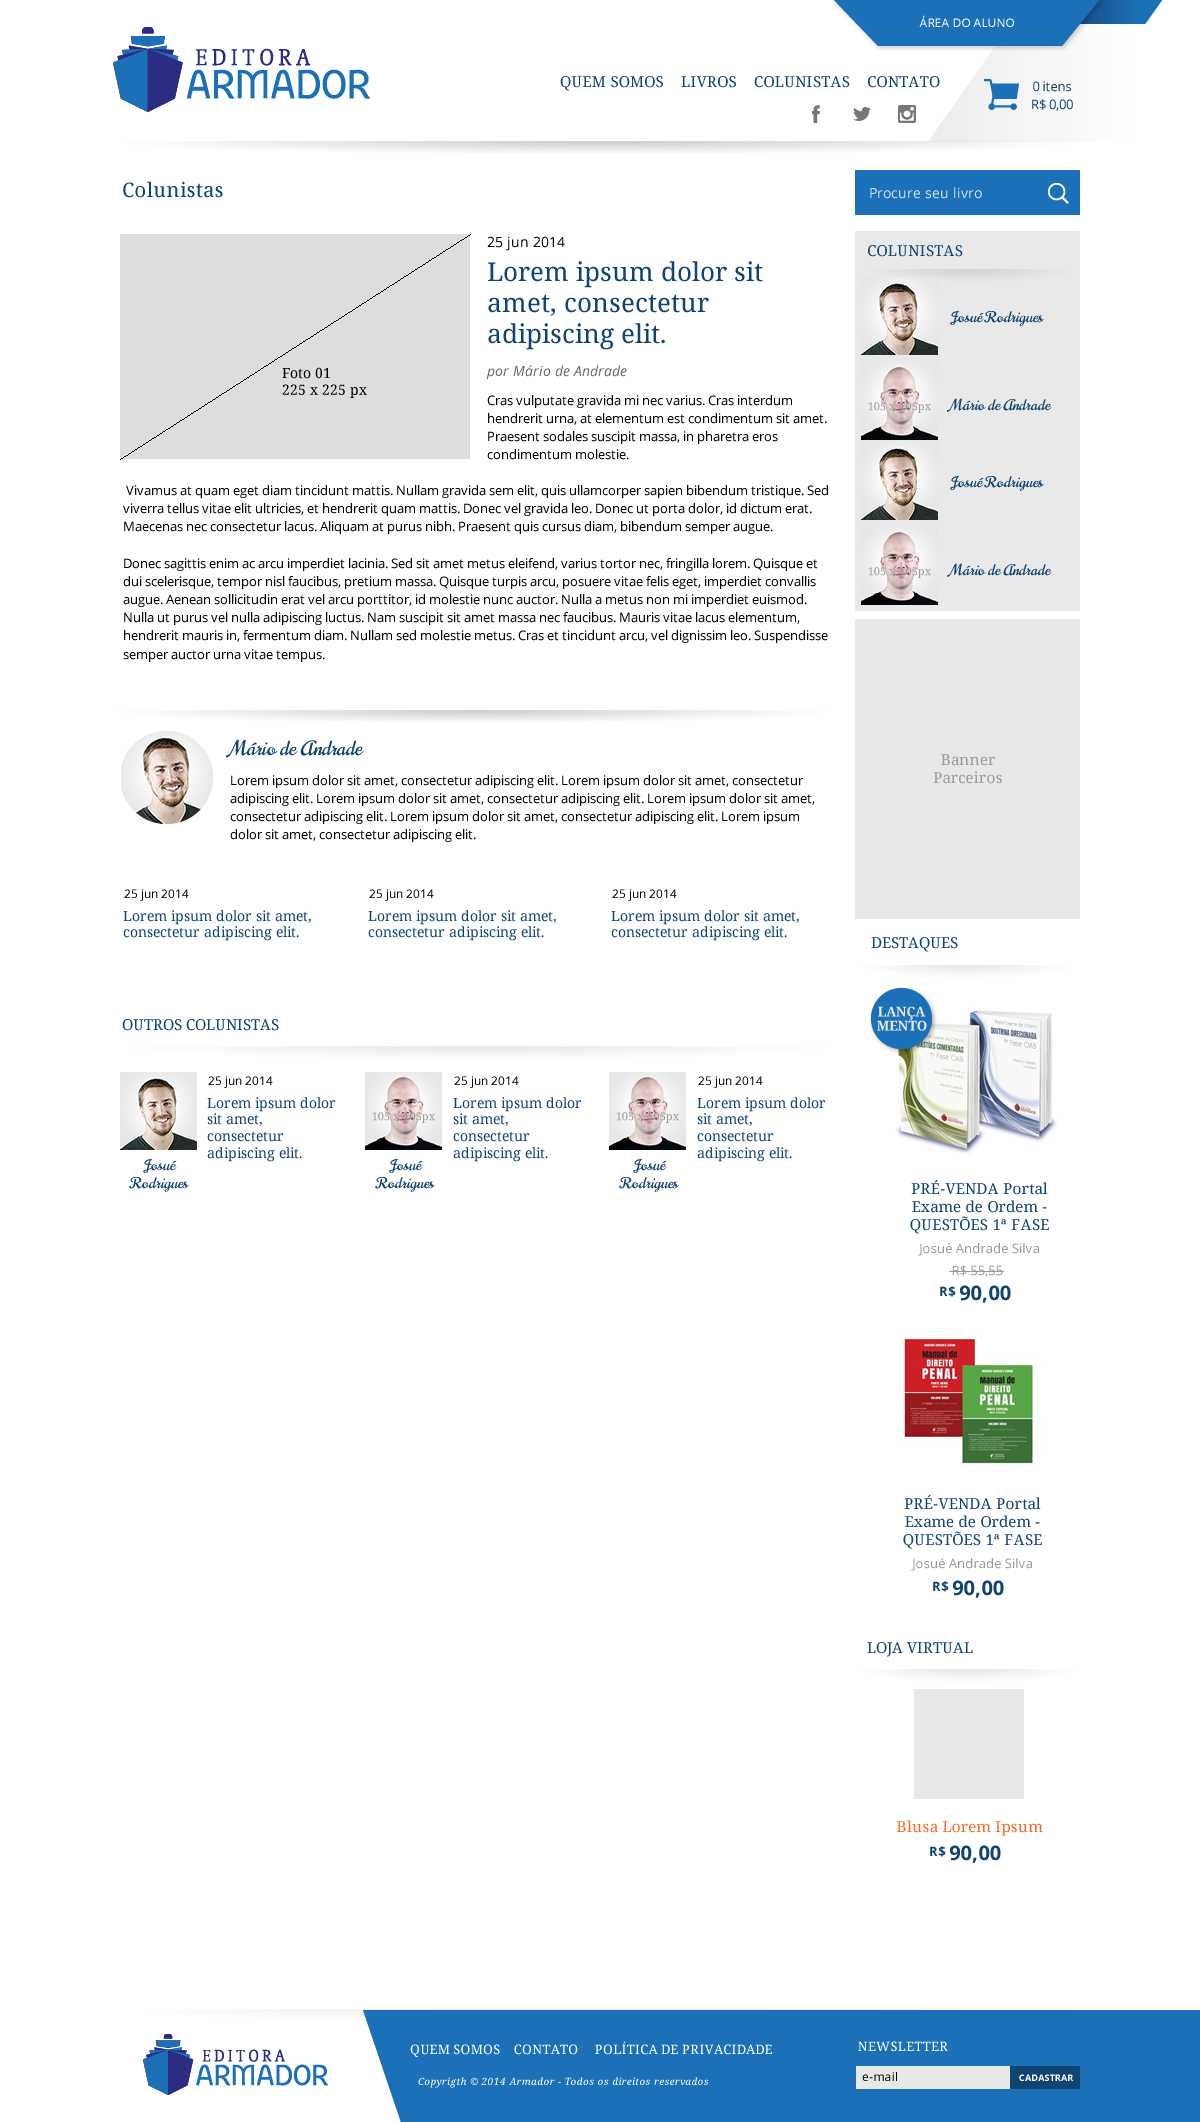 ÁREA DO ALUNO
EDITORA
ARMADOR
QUEM SOMOS LIVROS COLUNISTAS CONTATO
0 itens
R$ 0,00
Colunistas
Procure seu livro
Foto 01
225 x 225 px
25 jun 2014
Lorem ipsum dolor sit
amet, consectetur
adipiscing elit.
por Mário de Andrade
Cras vulputate gravida mi nec varius. Cras interdum
hendrerit urna, at elementum est condimentum sit amet.
Praesent sodales suscipit massa, in pharetra eros
condimentum molestie.
Vivamus at quam eget diam tincidunt mattis. Nullam gravida sem elit, quis ullamcorper sapien bibendum tristique. Sed
viverra tellus vitae elit ultricies, et hendrerit quam mattis. Donec vel gravida leo. Donec ut porta dolor, id dictum erat.
Maecenas nec consectetur lacus. Aliquam at purus nibh. Praesent quis cursus diam, bibendum semper augue.
Donec sagittis enim ac arcu imperdiet lacinia. Sed sit amet metus eleifend, varius tortor nec, fringilla lorem. Quisque et
dui scelerisque, tempor nisl faucibus, pretium massa. Quisque turpis arcu, posuere vitae felis eget, imperdiet convallis
augue. Aenean sollicitudin erat vel arcu porttitor, id molestie nunc auctor. Nulla a metus non mi imperdiet euismod.
Nulla ut purus vel nulla adipiscing luctus. Nam suscipit sit amet massa nec faucibus. Mauris vitae lacus elementum,
hendrerit mauris in, fermentum diam. Nullam sed molestie metus. Cras et tincidunt arcu, vel dignissim leo. Suspendisse
semper auctor urna vitae tempus.
Mário de Andrade
Lorem ipsum dolor sit amet, consectetur adipiscing elit. Lorem ipsum dolor sit amet, consectetur
adipiscing elit. Lorem ipsum dolor sit amet, consectetur adipiscing elit. Lorem ipsum dolor sit amet,
consectetur adipiscing elit. Lorem ipsum dolor sit amet, consectetur adipiscing elit. Lorem ipsum
dolor sit amet, consectetur adipiscing elit.
25 jun 2014
Lorem ipsum dolor sit amet,
consectetur adipiscing elit.
25 jun 2014
Lorem ipsum dolor sit amet,
consectetur adipiscing elit.
25 jun 2014
Lorem ipsum dolor sit amet,
consectetur adipiscing elit.
OUTROS COLUNISTAS
25 jun 2014
Lorem ipsum dolor
sit amet,
consectetur
adipiscing elit.
Josué
Rodrigues
25 jun 2014
Lorem ipsum dolor
sit amet,
consectetur
adipiscing elit.
Josué
Rodrigues
25 jun 2014
Lorem ipsum dolor
sit amet,
consectetur
adipiscing elit.
Josué
Rodrigues
COLUNISTAS
Josué Rodrigues
Mário de Andrade
Josué Rodrigues
Mário de Andrade
Banner
Parceiros
DESTAQUES
LANÇA
MENTO
QUESTÕES COMENTADAS
1ª Fase OAB
DOUTRINA DIRECIONADA
1ª Fase OAB
PRÉ-VENDA Portal
Exame de Ordem -
QUESTÕES 1ª FASE
Josué Andrade Silva
R$ 55,55
R$ 90,00
Manual de
DIREITO
PENAL
Manual de
DIREITO
PENAL
PRÉ-VENDA Portal
Exame de Ordem -
QUESTÕES 1ª FASE
Josué Andrade Silva
R$ 90,00
LOJA VIRTUAL
Blusa Lorem Ipsum
R$ 90,00
EDITORA
ARMADOR
QUEM SOMOS CONTATO POLÍTICA DE PRIVACIDADE
Copyrigth © 2014 Armador - Todos os direitos reservados
NEWSLETTER
e-mail
CADASTRAR